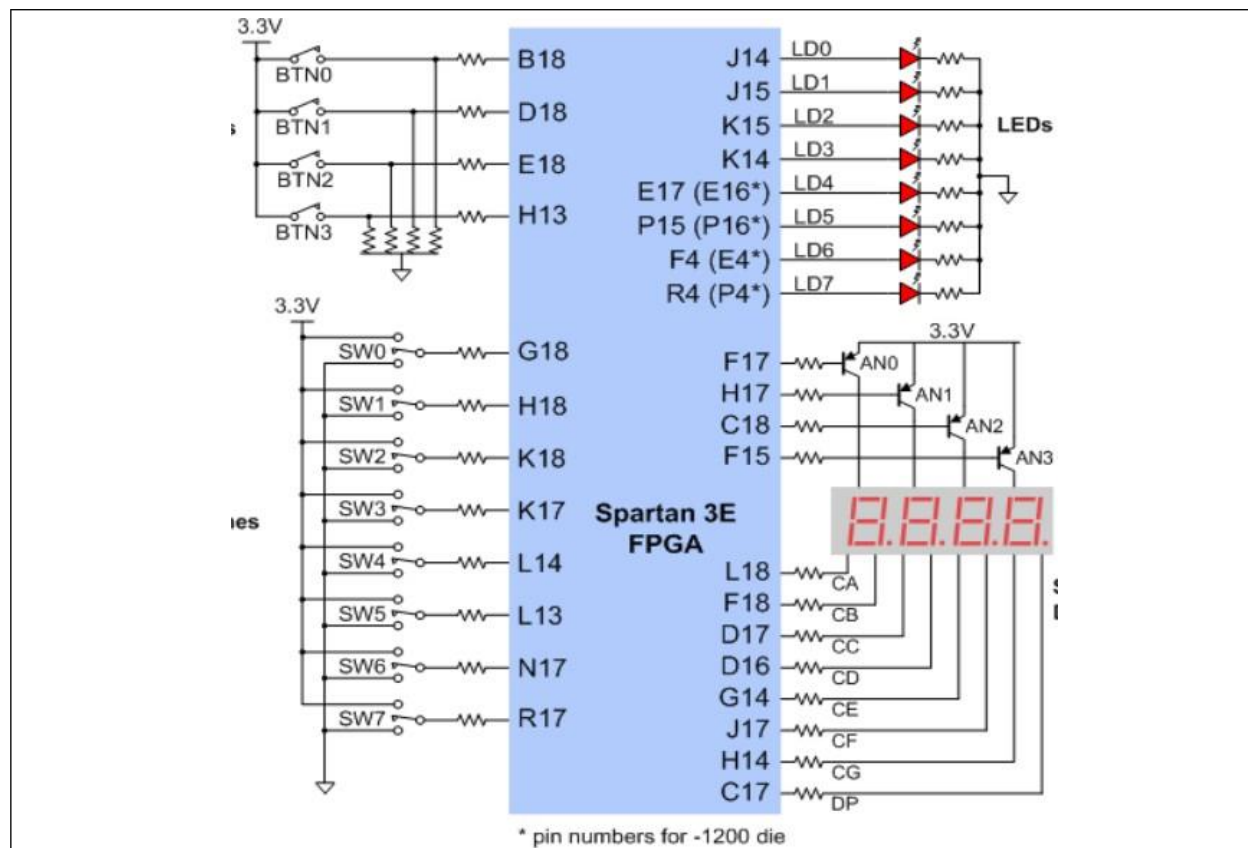 3.3V
BTN0
BTN1
BTN2
BTN3
B18
D18
E18
H13
3.3V
SW0
SW1
SW2
SW3
SW4
SW5
SW6
SW7
G18
H18
K18
K17
L14
L13
N17
R17
Spartan 3E
FPGA
J14
J15
K15
K14
E17 (E16*)
P15 (P16*)
F4 (E4*)
R4 (P4*)
LD0
LD1
LD2
LD3
LD4
LD5
LD6
LD7
LEDs
3.3V
F17
H17
C18
F15
AN0
AN1
AN2
AN3
8.8.8.8.
L18
F18
D17
D16
G14
J17
H14
C17
CA
CB
CC
CD
CE
CF
CG
DP
* pin numbers for -1200 die